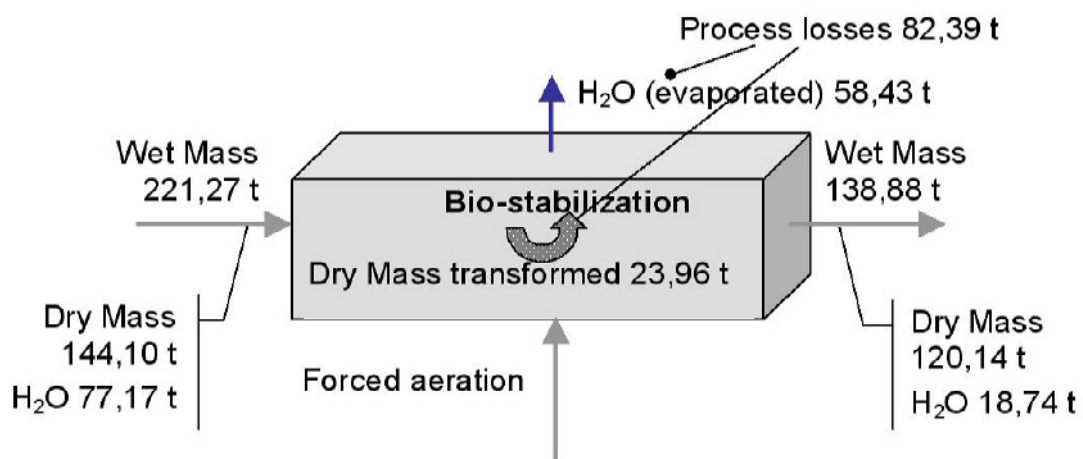 Process losses 82,39 t
H₂O (evaporated) 58,43 t
Wet Mass
221,27 t
Wet Mass
138,88 t
Bio-stabilization
Dry Mass transformed 23,96 t
Dry Mass
144,10 t
H₂O 77,17 t
Forced aeration
Dry Mass
120,14 t
H₂O 18,74 t